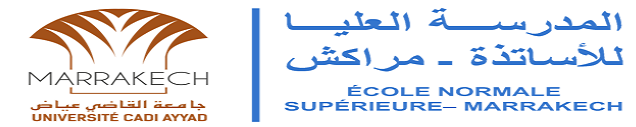 MARRAKECH
جامعة القاضي عياض
UNIVERSITÉ CADI AYYAD
المدرســـة العليـــا
للأساتذة - مراكش
ÉCOLE NORMALE
SUPÉRIEURE– MARRAKECH